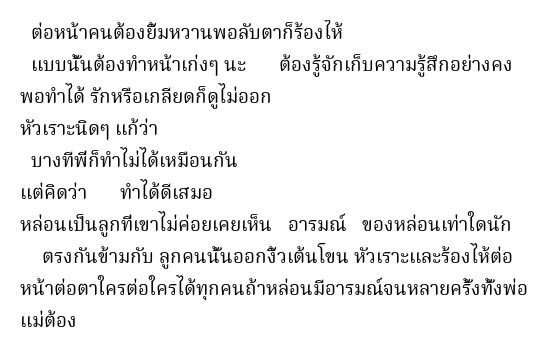 ต่อหน้าคนต้องยิ้มหวานพอลับตาก็ร้องไห้
แบบนั้นต้องทำหน้าเก่งๆ นะ ต้องรู้จักเก็บความรู้สึกอย่างคง
พอทำได้ รักหรือเกลียดก็ดูไม่ออก
หัวเราะนิดๆ แก้ว่า
บางทีพี่ก็ทำไม่ได้เหมือนกัน
แต่คิดว่า ทำได้ดีเสมอ
หล่อนเป็นลูกที่เขาไม่ค่อยเคยเห็น อารมณ์ ของหล่อนเท่าใดนัก
ตรงกันข้ามกับ ลูกคนนั้นออกงิ้วเต้นโขน หัวเราะและร้องไห้ต่อ
หน้าต่อตาใครต่อใครได้ทุกคนถ้าหล่อนมีอารมณ์จนหลายครั้งทั้งพ่อ
แม่ต้อง